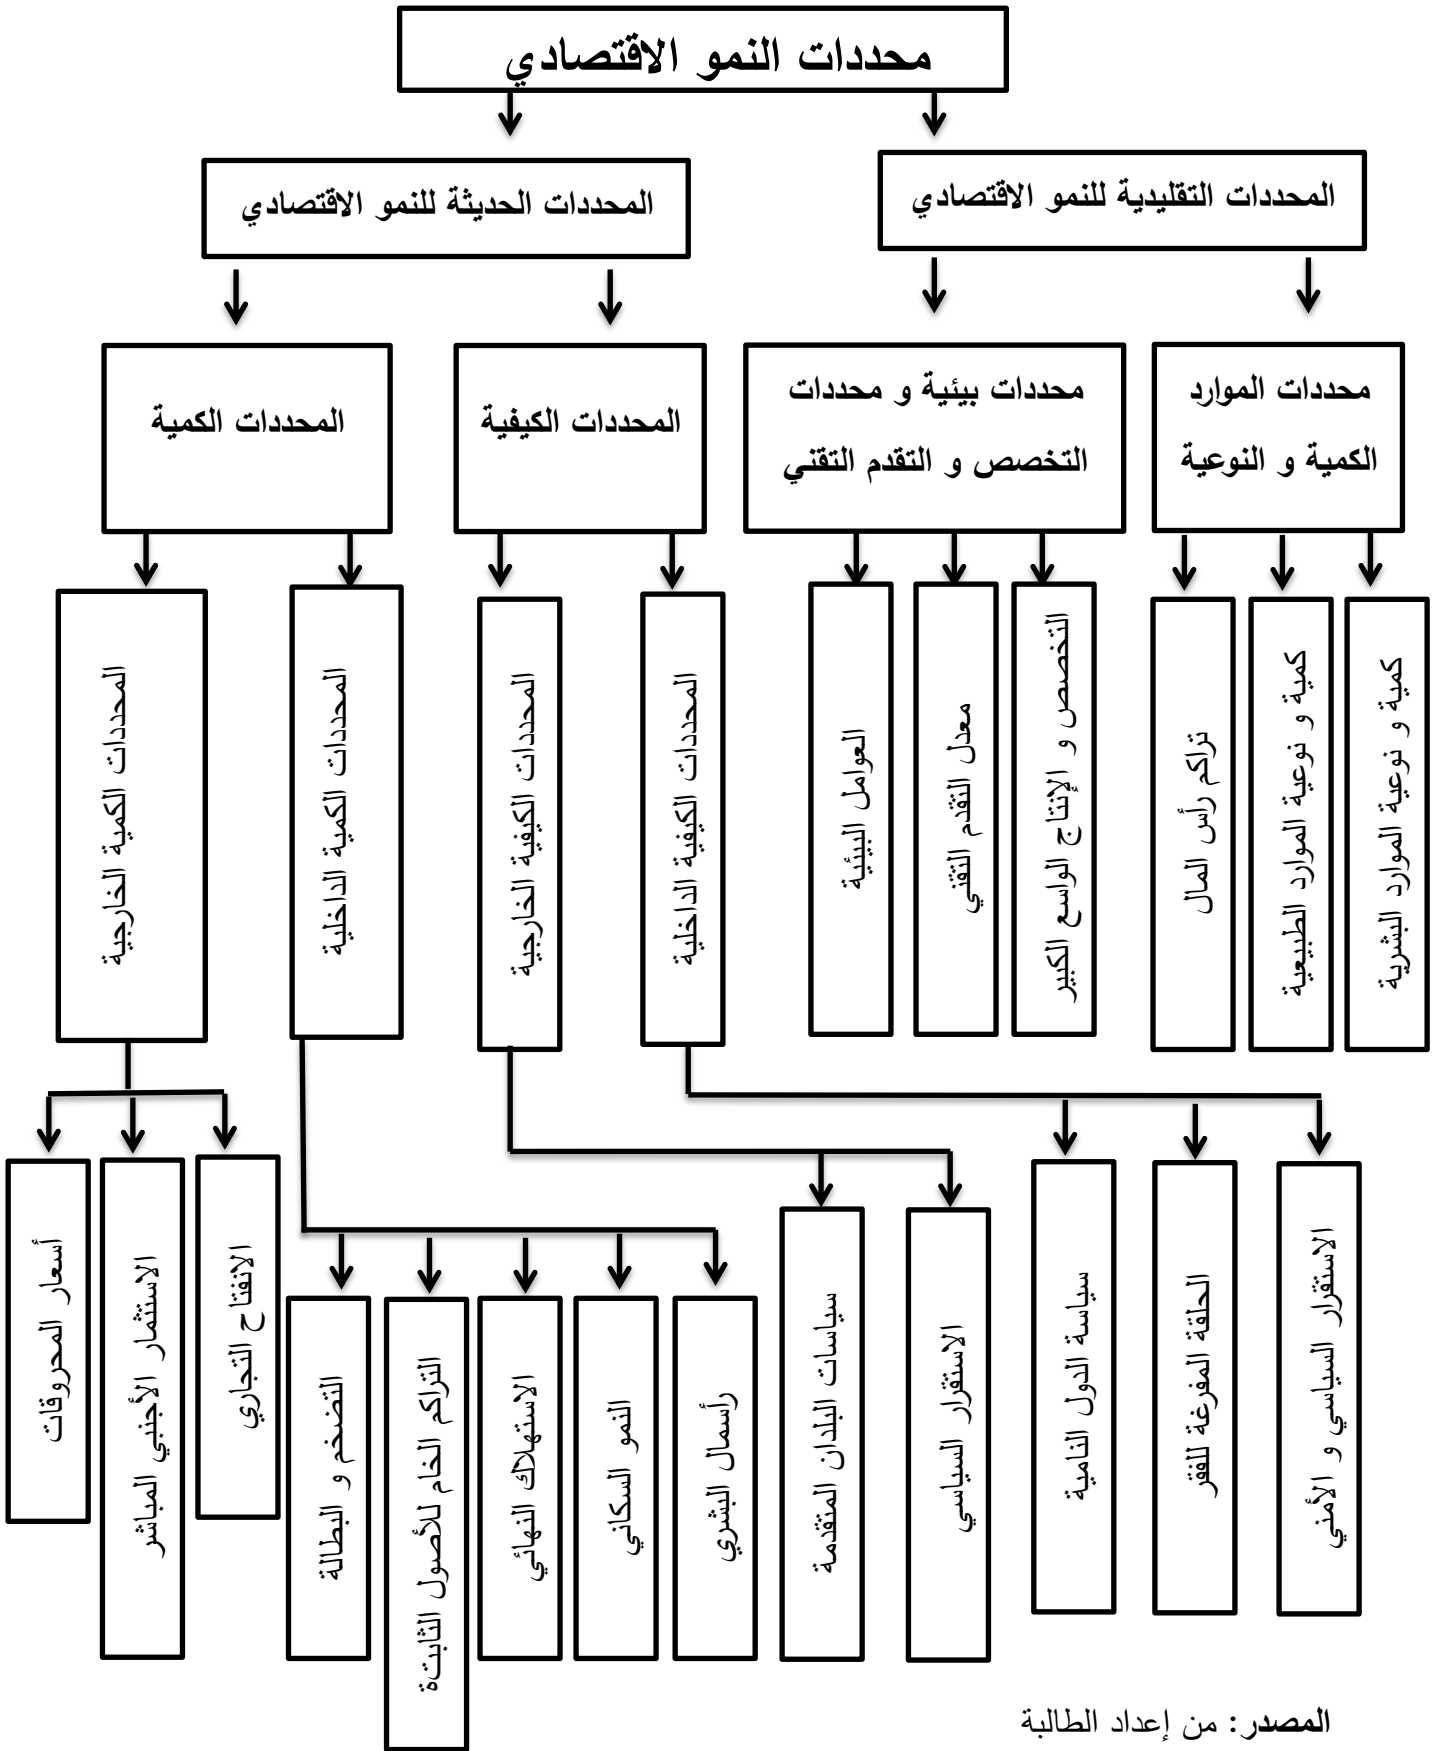 محددات النمو الاقتصادي
المحددات التقليدية للنمو الاقتصادي
المحددات الحديثة للنمو الاقتصادي
محددات الموارد
الكمية و النوعية
محددات بيئية و محددات
التخصص و التقدم التقني
المحددات الكيفية
المحددات الكمية
كمية و نوعية الموارد البشرية
كمية و نوعية الموارد الطبيعية
تراكم رأس المال
التخصص و الإنتاج الواسع الكبير
معدل التقدم التقني
العوامل البيئية
المحددات الكيفية الداخلية
المحددات الكيفية الخارجية
المحددات الكمية الداخلية
المحددات الكمية الخارجية
الاستقرار السياسي و الأمني
الحلقة المفرغة للفقر
سياسة الدول النامية
الاستقرار السياسي
سياسات البلدان المتقدمة
رأسمال البشري
النمو السكاني
الاستهلاك النهائي
التراكم الخام للأصول الثابتة
التضخم و البطالة
الانفتاح التجاري
الاستثمار الأجنبي المباشر
أسعار المحروقات
المصدر: من إعداد الطالبة